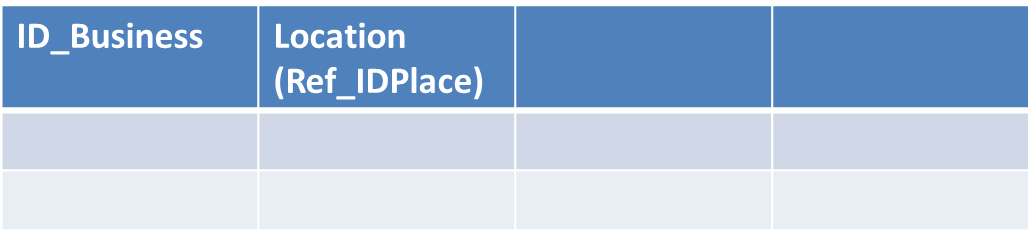 ID_Business
Location
(Ref_IDPlace)